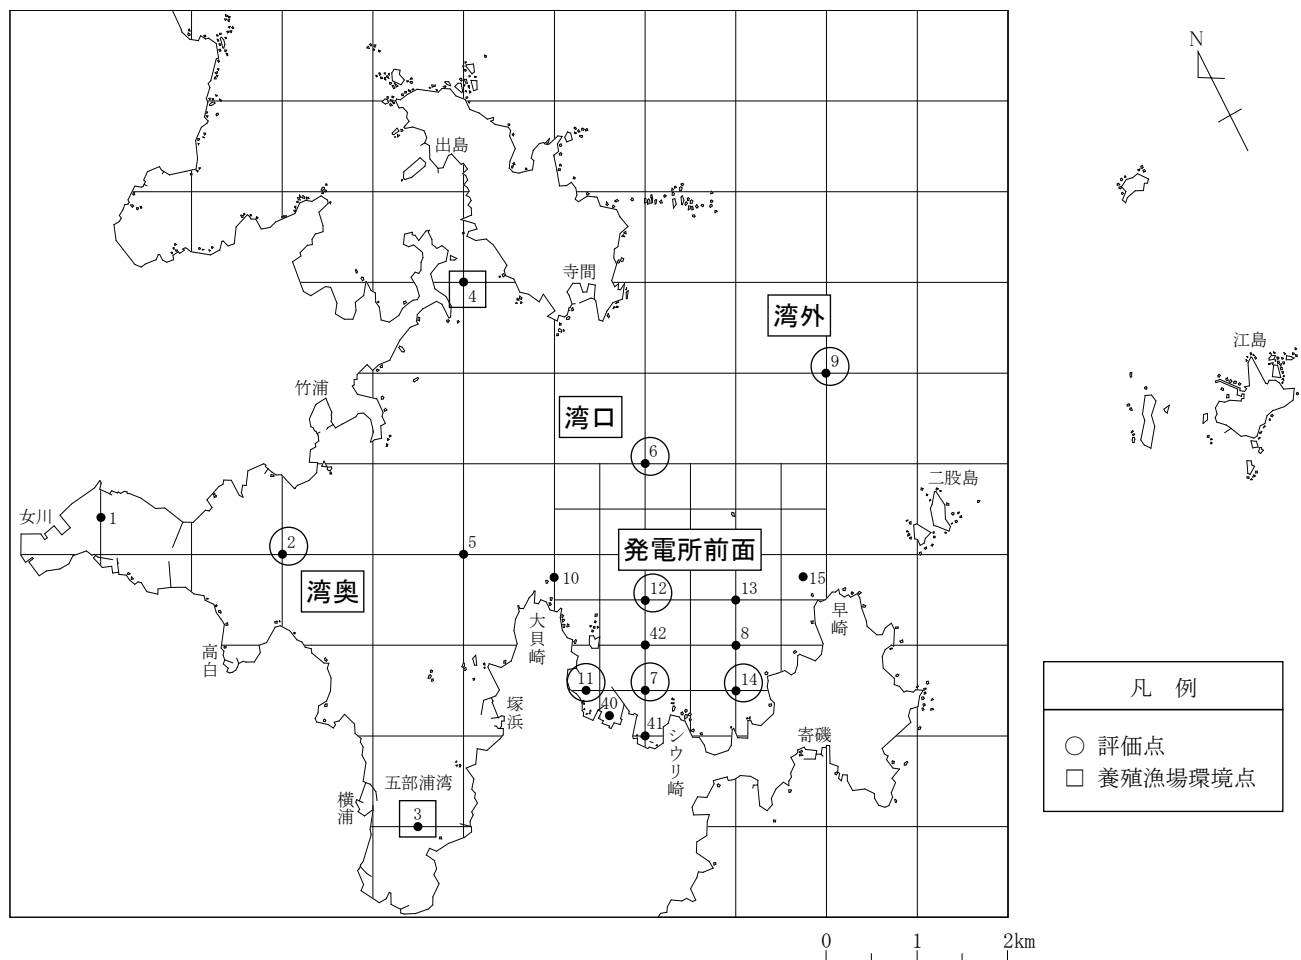 N
出島
4
寺間
湾外
9
江島
竹浦
湾口
6
二股島
女川
1
2
5
発電所前面
湾奥
10
12
13
15
大貝崎
早崎
高白
42
8
11
7
14
40
塚浜
41
シウリ崎
寄磯
五部浦湾
横浦
3
凡 例
○ 評価点
□ 養殖漁場環境点
0 1 2km